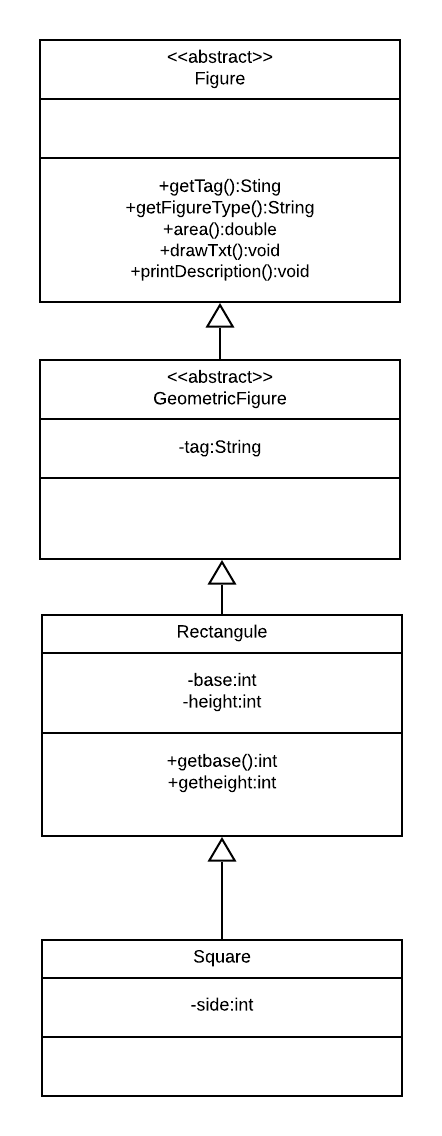 <<abstract>>
Figure
+getTag():Sting
+getFigureType():String
+area():double
+drawTxt():void
+printDescription():void
<<abstract>>
GeometricFigure
-tag:String
Rectangule
-base:int
-height:int
+getbase():int
+getheight:int
Square
-side:int